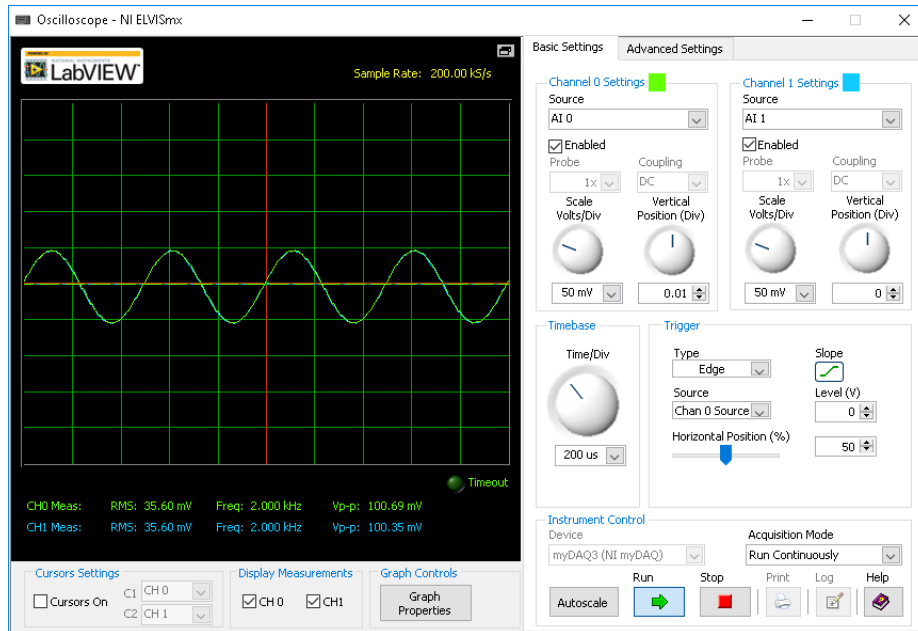 Oscilloscope - NI ELVISmx
POWERED BY
NATIONAL INSTRUMENTS
LabVIEW™
Sample Rate: 200.00 kS/s
Timeout
CH0 Meas: RMS: 35.60 mV Freq: 2.000 kHz Vp-p: 100.69 mV
CH1 Meas: RMS: 35.60 mV Freq: 2.000 kHz Vp-p: 100.35 mV
Cursors Settings
Cursors On
C1 CH 0
C2 CH 1
Display Measurements
CH 0 CH1
Graph Controls
Graph
Properties
Basic Settings Advanced Settings
Channel 0 Settings
Source
AI 0
Enabled
Probe Coupling
1x DC
Scale Vertical
Volts/Div Position (Div)
50 mV 0.01
Channel 1 Settings
Source
AI 1
Enabled
Probe Coupling
1x DC
Scale Vertical
Volts/Div Position (Div)
50 mV 0
Timebase
Time/Div
200 us
Trigger
Type Slope
Edge
Source Level (V)
Chan 0 Source 0
Horizontal Position (%)
50
Instrument Control
Device Acquisition Mode
myDAQ3 (NI myDAQ) Run Continuously
Run Stop Print Log Help
Autoscale